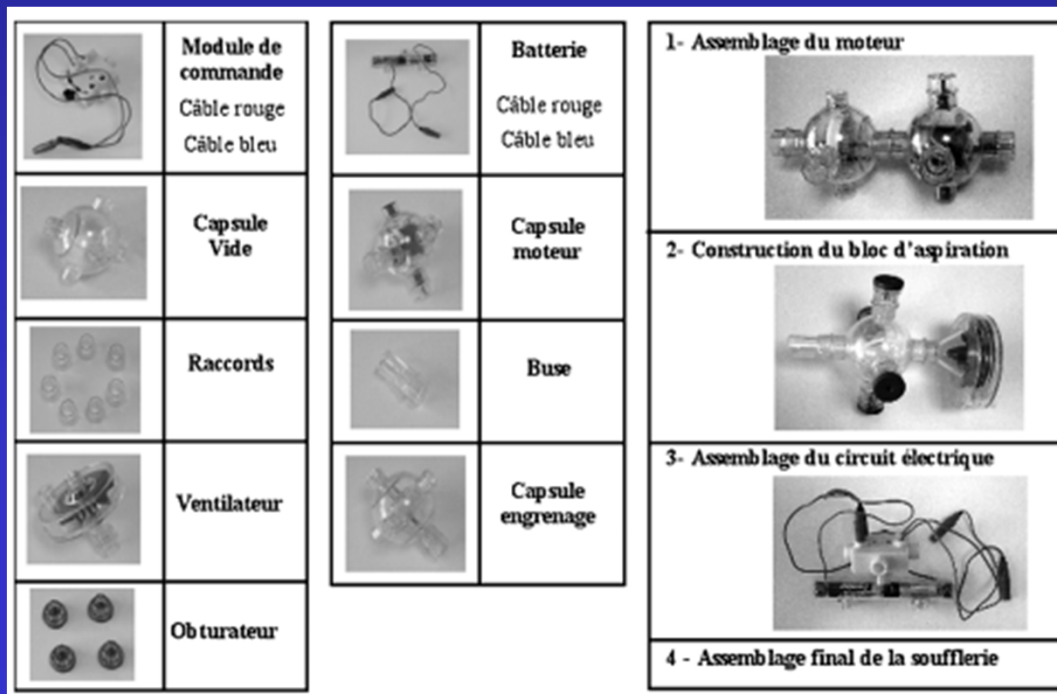 Module de
commande
Câble rouge
Câble bleu
Capsule
Vide
Raccords
Ventilateur
Obturateur
Batterie
Câble rouge
Câble bleu
Capsule
moteur
Buse
Capsule
engrenage
1- Assemblage du moteur
2- Construction du bloc d'aspiration
3- Assemblage du circuit électrique
4 - Assemblage final de la soufflerie